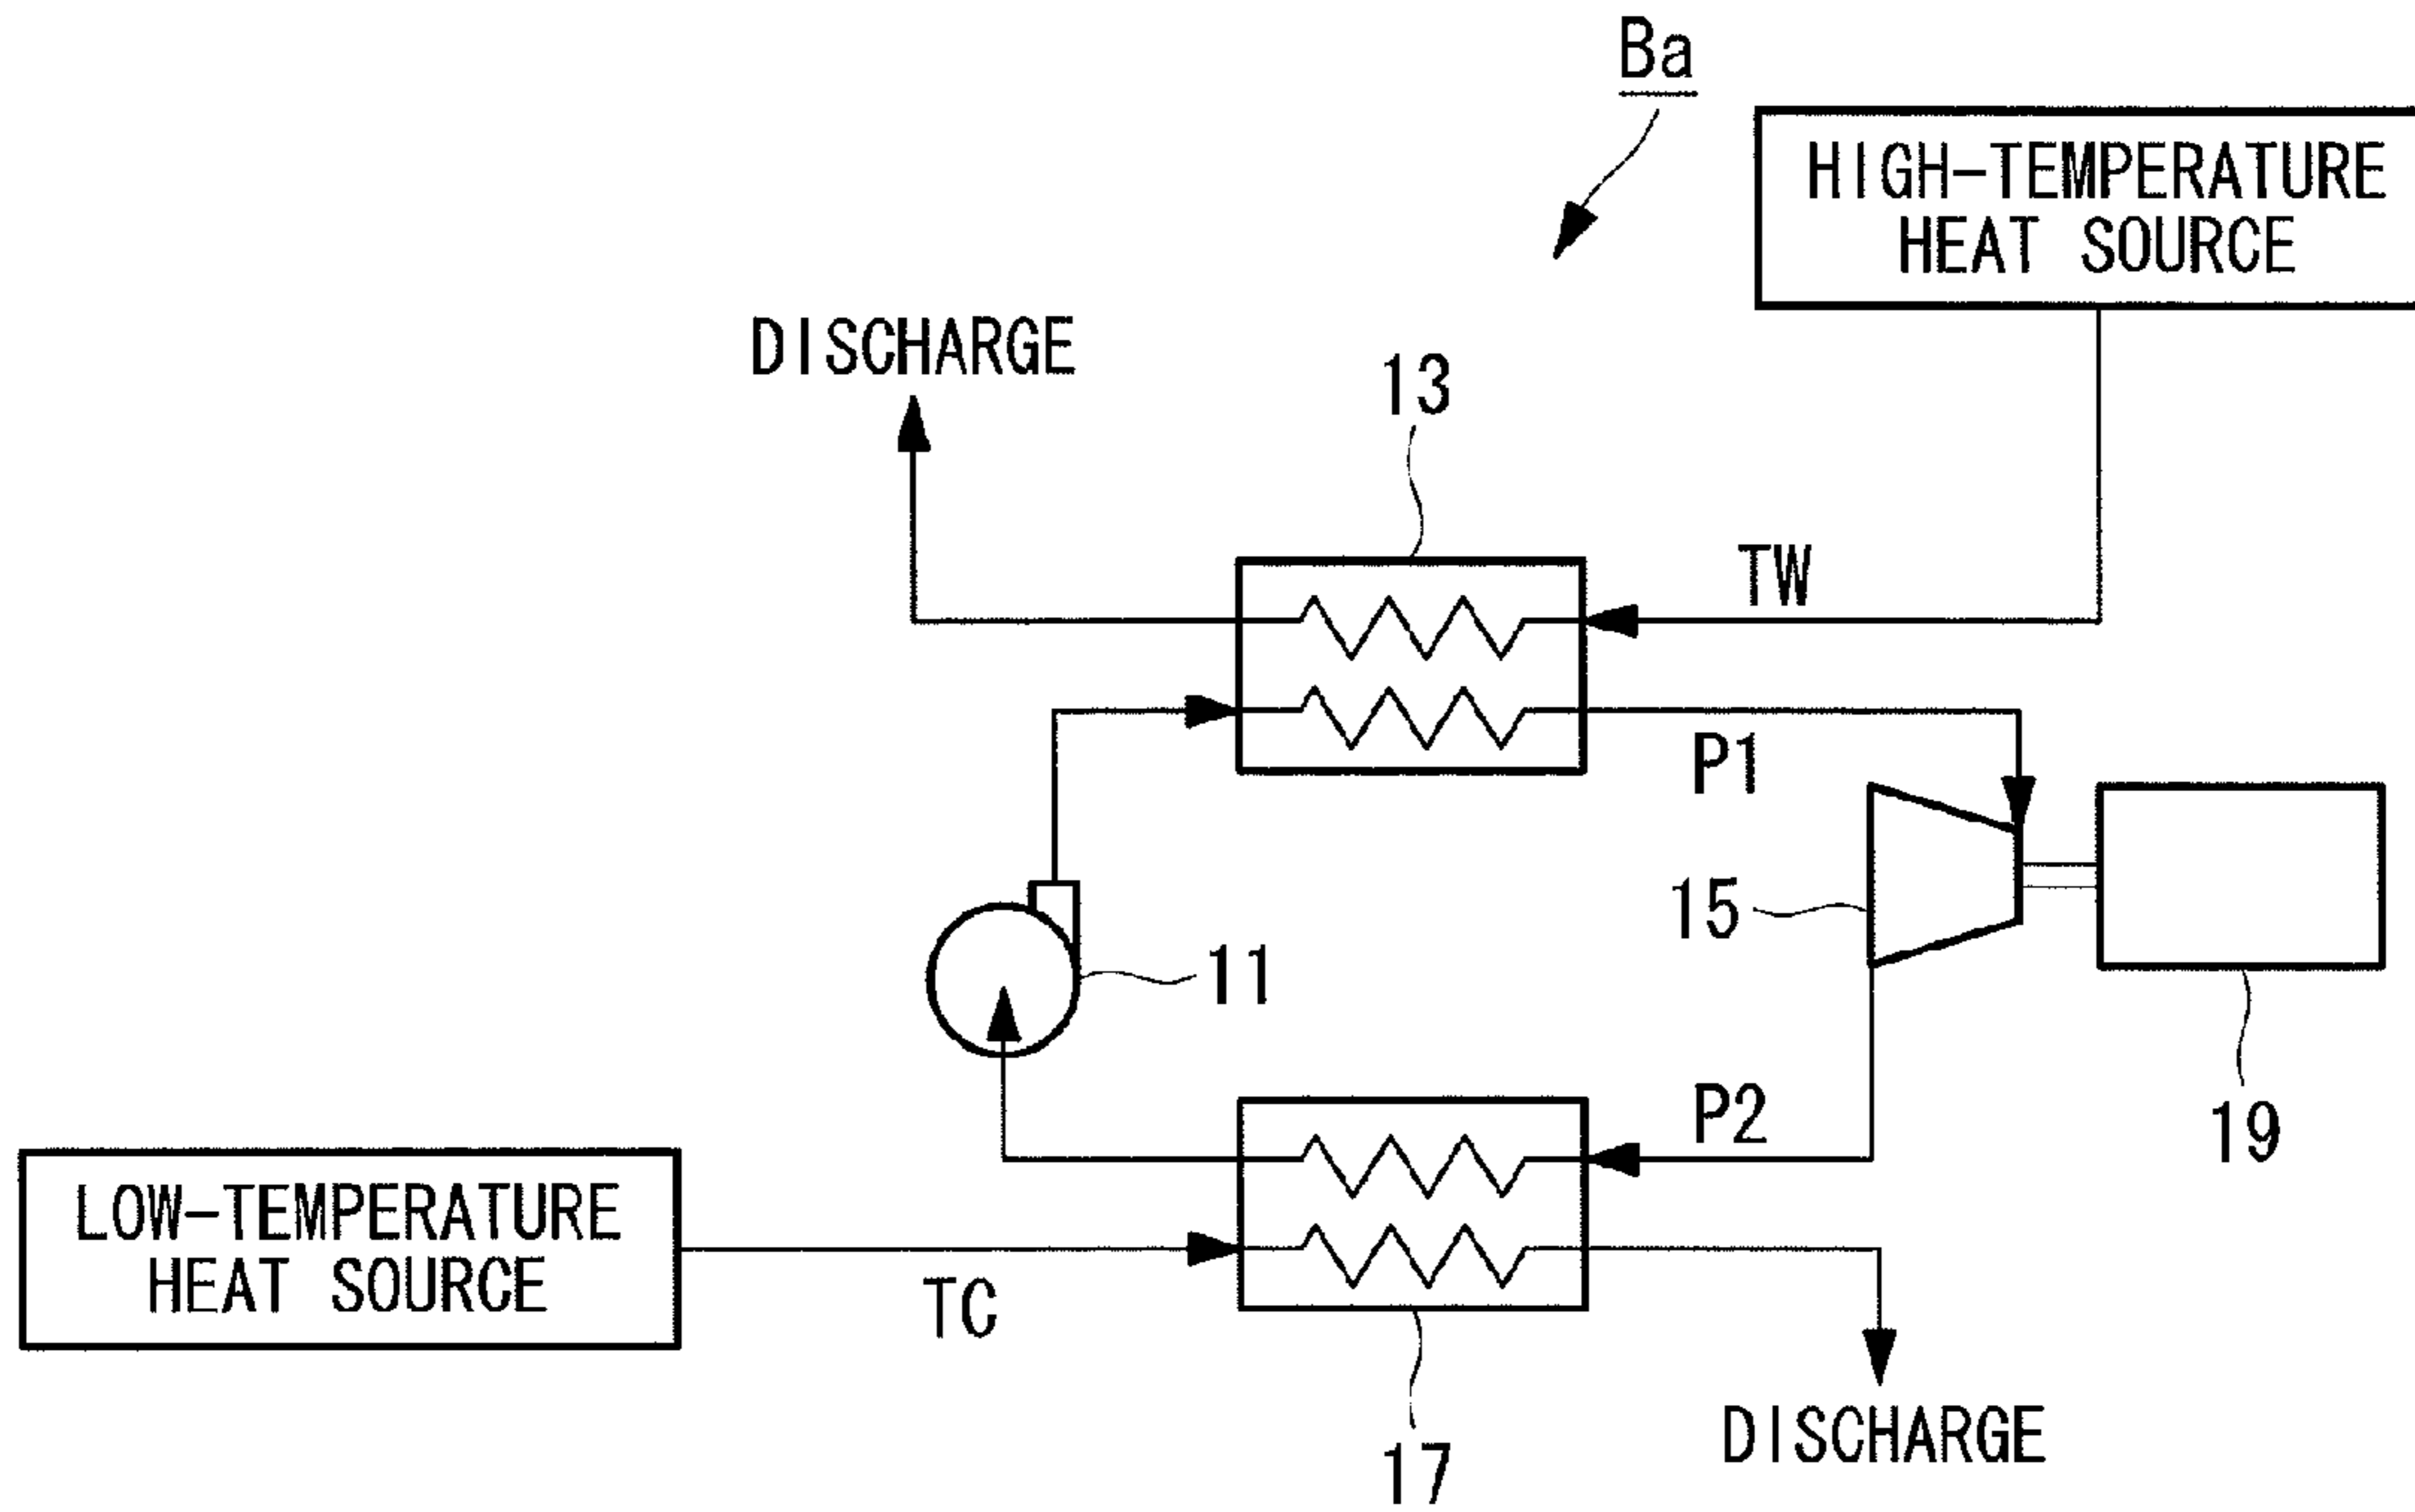 Ba
HIGH-TEMPERATURE
HEAT SOURCE
DISCHARGE
13
TW
P1
15
11
P2
19
LOW-TEMPERATURE
HEAT SOURCE
TC
DISCHARGE
17